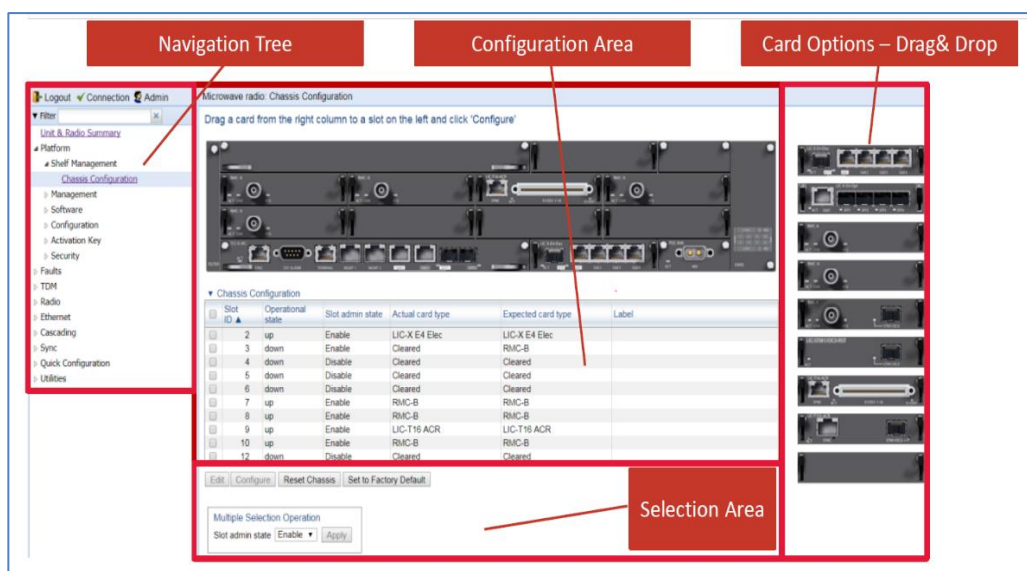 Navigation Tree
Configuration Area
Card Options – Drag& Drop
Logout Connection Admin
Filter
Unit & Radio Summary
Platform
Shelf Management
Chassis Configuration
Management
Software
Configuration
Activation Key
Security
Faults
TDM
Radio
Ethernet
Cascading
Sync
Quick Configuration
Utilities
Microwave radio: Chassis Configuration
Drag a card from the right column to a slot on the left and click 'Configure'
Chassis Configuration
Slot ID ▲ Operational state Slot admin state Actual card type Expected card type Label
2 up Enable LIC-X E4 Elec LIC-X E4 Elec
3 down Enable Cleared RMC-B
4 down Disable Cleared Cleared
5 down Disable Cleared Cleared
6 down Disable Cleared Cleared
7 up Enable RMC-B RMC-B
8 up Enable RMC-B RMC-B
9 up Enable LIC-T16 ACR LIC-T16 ACR
10 up Enable RMC-B RMC-B
12 down Disable Cleared Cleared
Edit Configure Reset Chassis Set to Factory Default
Multiple Selection Operation
Slot admin state Enable Apply
Selection Area